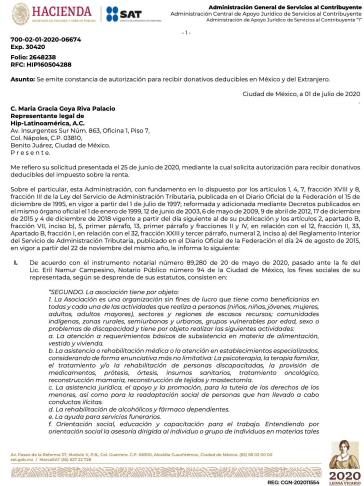 HACIENDA
SECRETARÍA DE HACIENDA Y CRÉDITO PÚBLICO
SAT
SERVICIO DE ADMINISTRACIÓN TRIBUTARIA
Administración General de Servicios al Contribuyente
Administración Central de Apoyo Jurídico de Servicios al Contribuyente
Administración de Apoyo Jurídico de Servicios al Contribuyente "1"
- 1 -
700-02-01-2020-06674
Exp. 30420
Folio: 2648238
RFC: HIP160504288
Asunto: Se emite constancia de autorización para recibir donativos deducibles en México y del Extranjero.
Ciudad de México, a 01 de julio de 2020
C. Maria Gracia Goya Riva Palacio
Representante legal de
Hip-Latinoamérica, A.C.
Av. Insurgentes Sur Núm. 863, Oficina 1, Piso 7,
Col. Nápoles, C.P. 03810,
Benito Juárez, Ciudad de México.
P r e s e n t e.
Me refiero su solicitud presentada el 25 de junio de 2020, mediante la cual solicita autorización para recibir donativos
deducibles del impuesto sobre la renta.
Sobre el particular, esta Administración, con fundamento en lo dispuesto por los artículos 1, 4, 7, fracción XVIII y 8,
fracción III de la Ley del Servicio de Administración Tributaria, publicada en el Diario Oficial de la Federación el 15 de
diciembre de 1995, en vigor a partir del 1 de julio de 1997; reformada y adicionada mediante Decretos publicados en
el mismo órgano oficial el 1 de enero de 1999, 12 de junio de 2003, 6 de mayo de 2009, 9 de abril de 2012, 17 de diciembre
de 2015 y 4 de diciembre de 2018 vigente a partir del día siguiente al de su publicación y los artículos 2, apartado B,
fracción VII, inciso b), 5, primer párrafo, 13, primer párrafo y fracciones II y IV, en relación con el 12, fracción II, 33,
Apartado B, fracción I, en relación con el 32, fracción XXIII y tercer párrafo, numeral 2, inciso a) del Reglamento Interior
del Servicio de Administración Tributaria, publicado en el Diario Oficial de la Federación el día 24 de agosto de 2015,
en vigor a partir del 22 de noviembre del mismo año, le informa lo siguiente:
I. De acuerdo con el instrumento notarial número 89,280 de 20 de mayo de 2020, pasado ante la fe del
Lic. Eril Namur Campesino, Notario Público número 94 de la Ciudad de México, los fines sociales de su
representada, según se desprende de sus estatutos, consisten en:
"SEGUNDO. La asociación tiene por objeto:
1. La Asociación es una organización sin fines de lucro que tiene como beneficiarios en
todas y cada una de las actividades que realiza a personas (niños, niñas, jóvenes, mujeres,
adultos, adultos mayores), sectores y regiones de escasos recursos; comunidades
indígenas, zonas rurales, semiurbanas y urbanas, grupos vulnerables por edad, sexo o
problemas de discapacidad y tiene por objeto realizar las siguientes actividades:
a. La atención a requerimientos básicos de subsistencia en materia de alimentación,
vestido y vivienda.
b. La asistencia o rehabilitación médica o la atención en establecimientos especializados,
considerando de forma enunciativa más no limitativa: La psicoterapia, la terapia familiar,
el tratamiento y/o la rehabilitación de personas discapacitadas, la provisión de
medicamentos, prótesis, órtesis, insumos sanitarios, tratamiento oncológico,
reconstrucción mamaria, reconstrucción de tejidos y mastectomía.
c. La asistencia jurídica, el apoyo y la promoción, para la tutela de los derechos de los
menores, así como para la readaptación social de personas que han llevado a cabo
conductas ilícitas.
d. La rehabilitación de alcohólicos y fármaco dependientes.
e. La ayuda para servicios funerarios.
f. Orientación social, educación y capacitación para el trabajo. Entendiendo por
orientación social la asesoría dirigida al individuo o grupo de individuos en materias tales
2020
LEONA VICARIO
REG: CGN-202011554